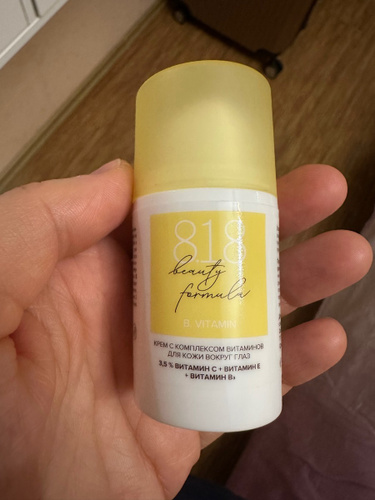 818
beauty
formula
B. VITAMIN
КРЕМ С КОМПЛЕКСОМ ВИТАМИНОВ
ДЛЯ КОЖИ ВОКРУГ ГЛАЗ
3,5 % ВИТАМИН С + ВИТАМИН Е
+ ВИТАМИН В₃